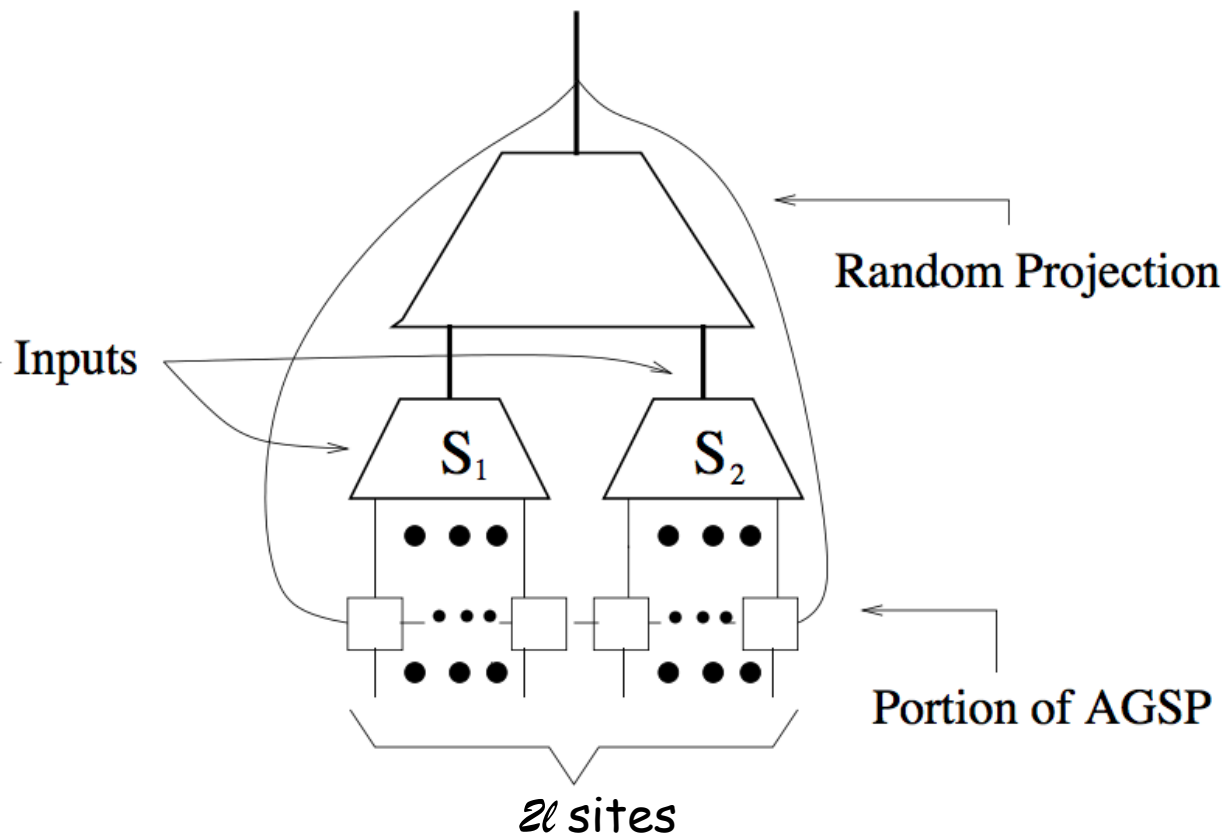 Random Projection
Inputs
S₁
S₂
Portion of AGSP
2ℓ sites